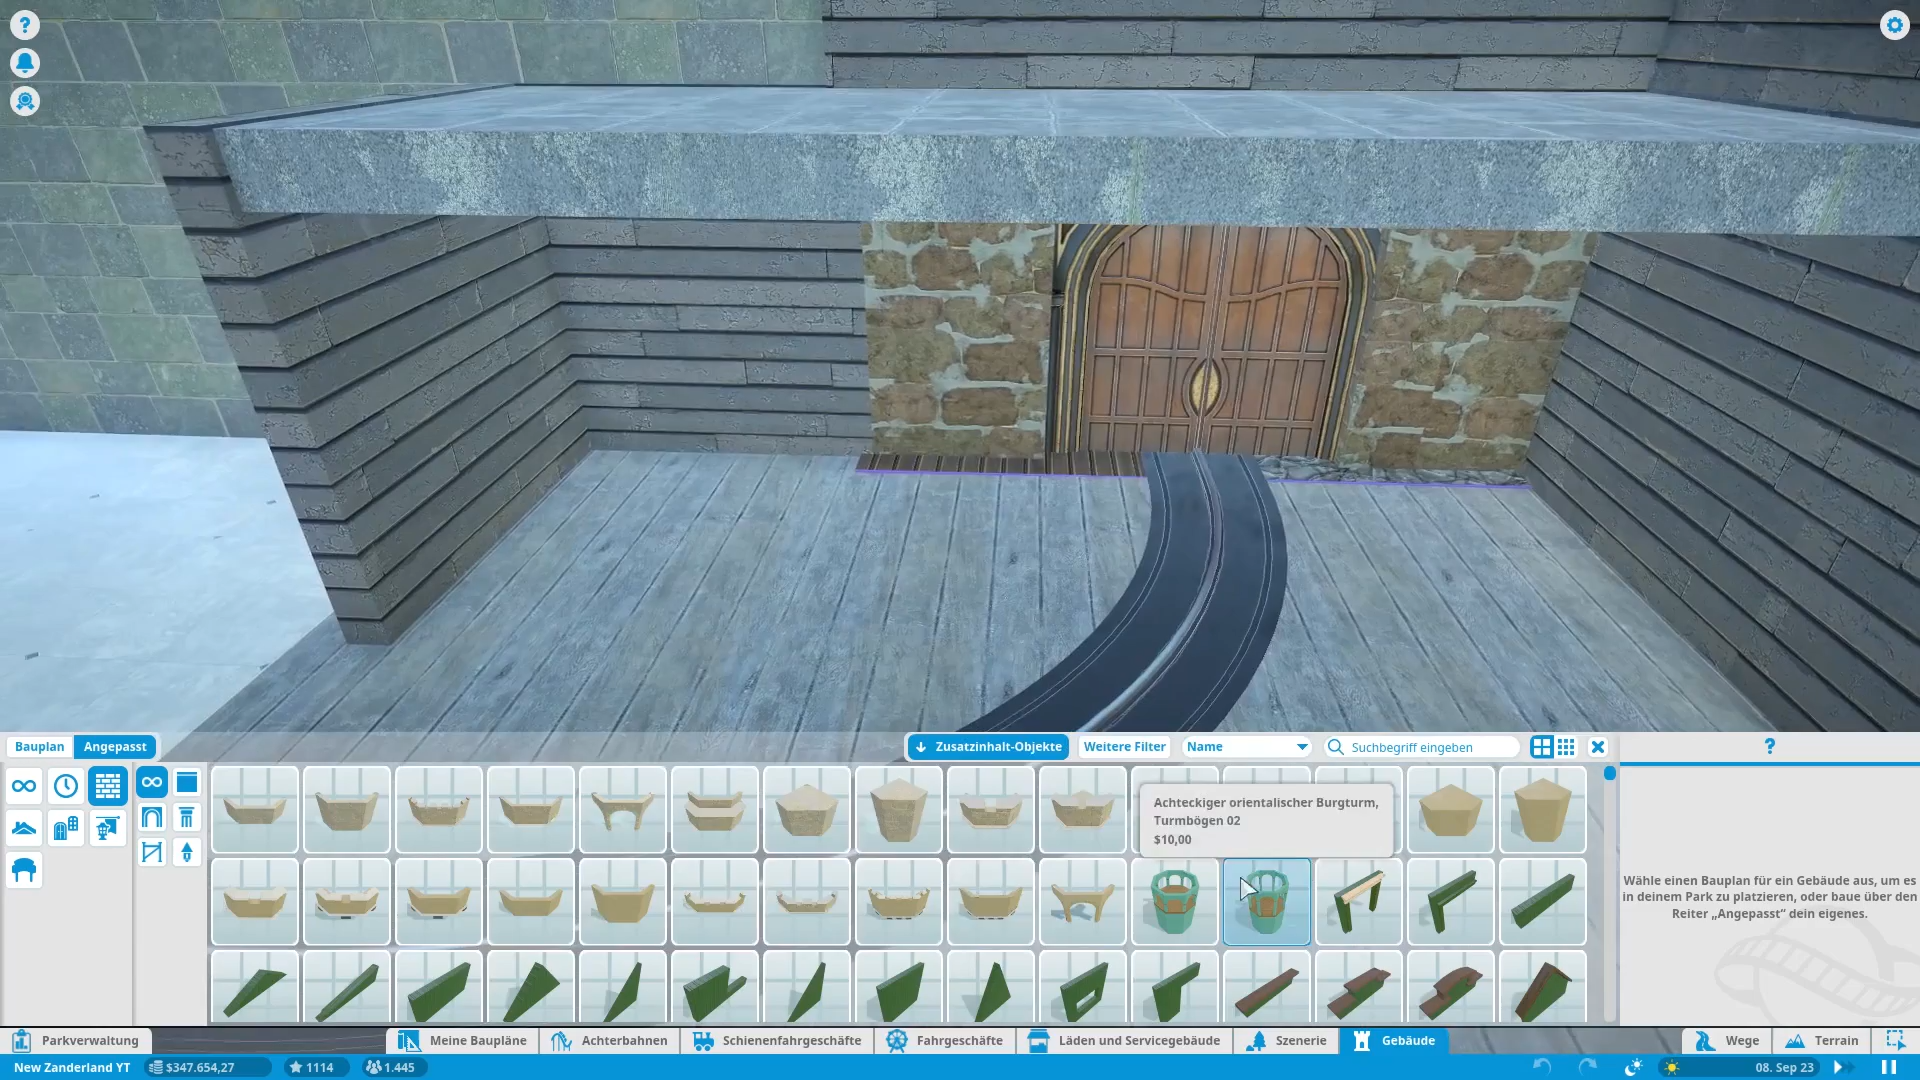 ?
Bauplan
Angepasst
Zusatzinhalt-Objekte
Weitere Filter
Name
Suchbegriff eingeben
?
Achteckiger orientalischer Burgturm,
Turmbögen 02
$10,00
Wähle einen Bauplan für ein Gebäude aus, um es
in deinem Park zu platzieren, oder baue über den
Reiter „Angepasst“ dein eigenes.
Parkverwaltung
Meine Baupläne
Achterbahnen
Schienenfahrgeschäfte
Fahrgeschäfte
Läden und Servicegebäude
Szenerie
Gebäude
Wege
Terrain
New Zanderland YT
$347.654,27
1114
1.445
08. Sep 23